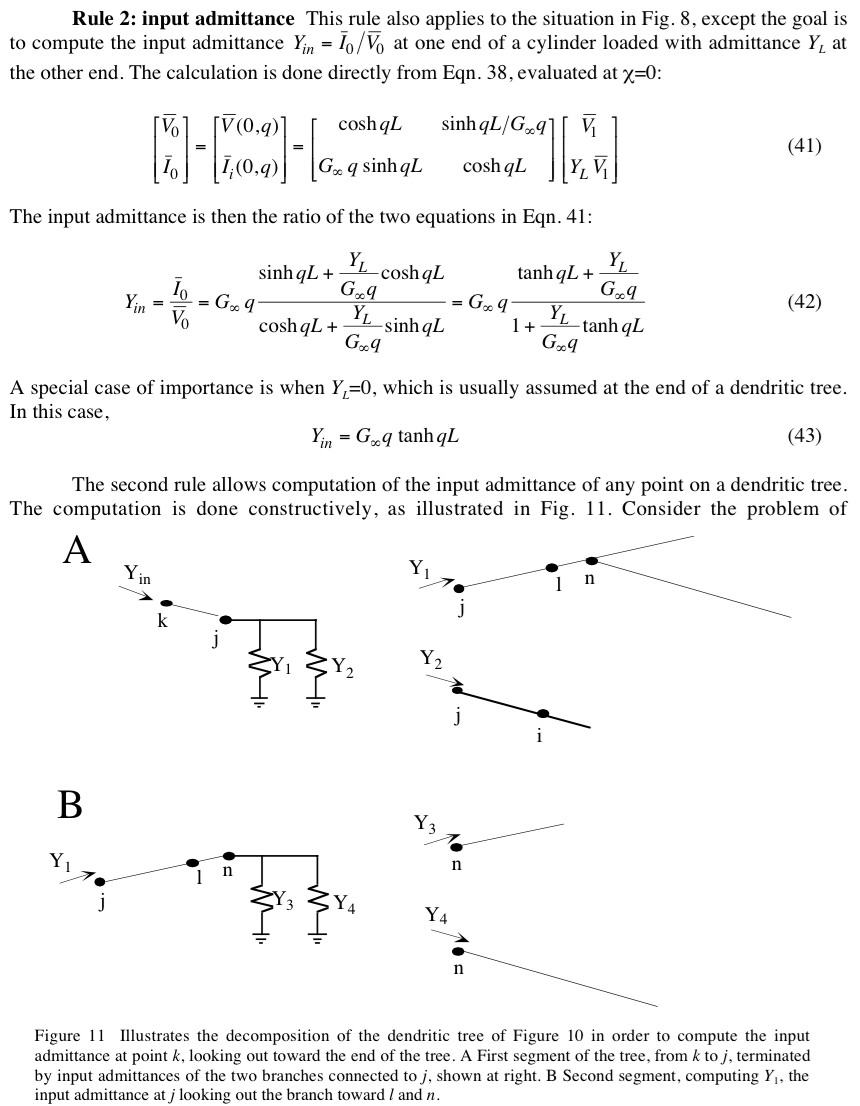 Rule 2: input admittance This rule also applies to the situation in Fig. 8, except the goal is
to compute the input admittance Y_in = Ī_0/V̄_0 at one end of a cylinder loaded with admittance Y_L at
the other end. The calculation is done directly from Eqn. 38, evaluated at χ=0:
[V̄_0; Ī_0] = [V̄(0,q); Ī_i(0,q)] = [cosh qL, sinh qL/G_∞q; G_∞ q sinh qL, cosh qL] [V̄_1; Y_L V̄_1] (41)
The input admittance is then the ratio of the two equations in Eqn. 41:
Y_in = Ī_0/V̄_0 = G_∞ q (sinh qL + Y_L/(G_∞q) cosh qL)/(cosh qL + Y_L/(G_∞q) sinh qL) = G_∞ q (tanh qL + Y_L/(G_∞q))/(1 + Y_L/(G_∞q) tanh qL) (42)
A special case of importance is when Y_L=0, which is usually assumed at the end of a dendritic tree.
In this case,
Y_in = G_∞q tanh qL (43)
The second rule allows computation of the input admittance of any point on a dendritic tree.
The computation is done constructively, as illustrated in Fig. 11. Consider the problem of
A
Y_in
k
j
Y_1
Y_2
Y_1
j
l
n
Y_2
j
i
B
Y_1
j
l
n
Y_3
Y_4
Y_3
n
Y_4
n
Figure 11 Illustrates the decomposition of the dendritic tree of Figure 10 in order to compute the input
admittance at point k, looking out toward the end of the tree. A First segment of the tree, from k to j, terminated
by input admittances of the two branches connected to j, shown at right. B Second segment, computing Y_1, the
input admittance at j looking out the branch toward l and n.